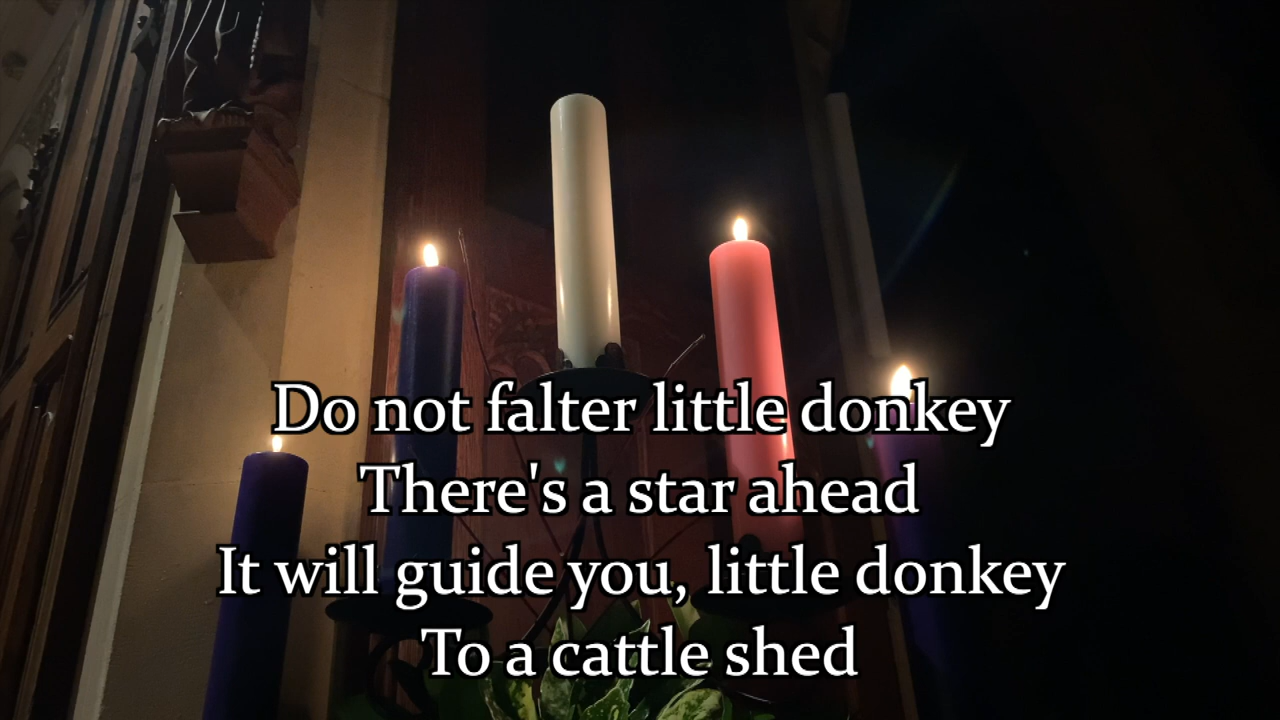 Do not falter little donkey
There's a star ahead
It will guide you, little donkey
To a cattle shed